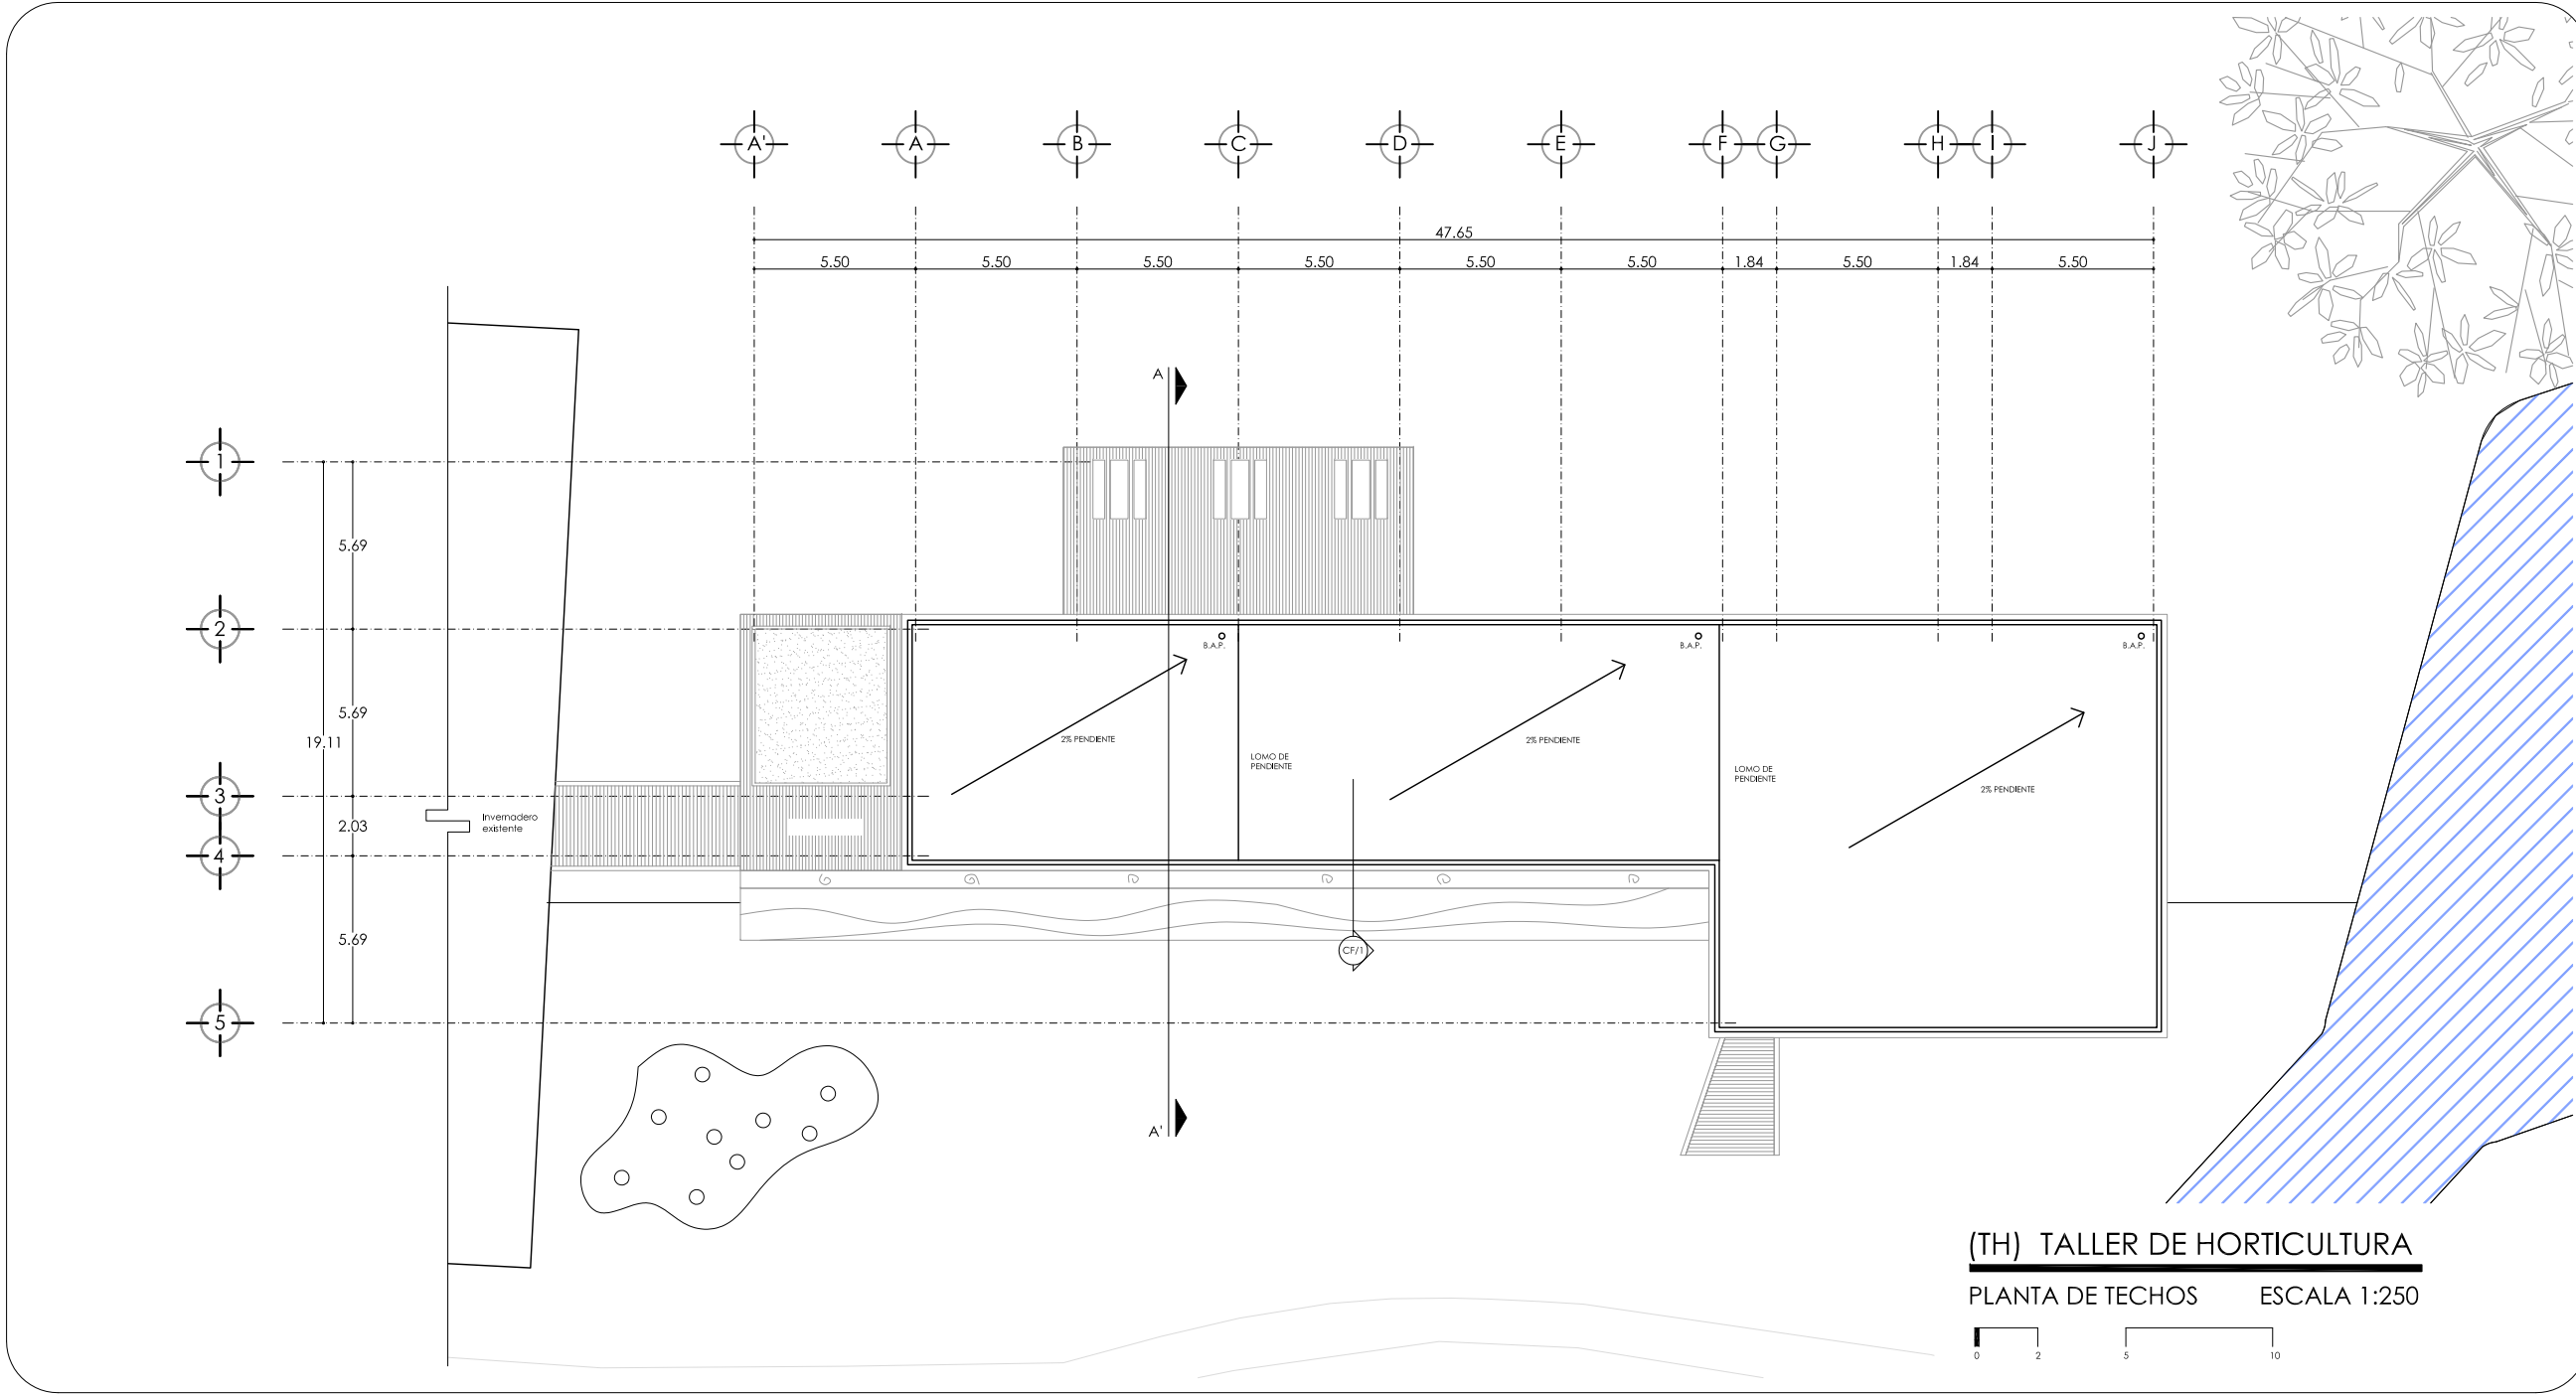 A' A B C D E F G H I J
47.65
5.50 5.50 5.50 5.50 5.50 5.50 1.84 5.50 1.84 5.50
A
1
5.69
2
B.A.P. B.A.P. B.A.P.
5.69
19.11
2% PENDIENTE
2% PENDIENTE
LOMO DE
PENDIENTE
LOMO DE
PENDIENTE
2% PENDIENTE
3
2.03
Invernadero
existente
4
5.69
CF/1
5
A'
(TH) TALLER DE HORTICULTURA
PLANTA DE TECHOS ESCALA 1:250
0 2 5 10